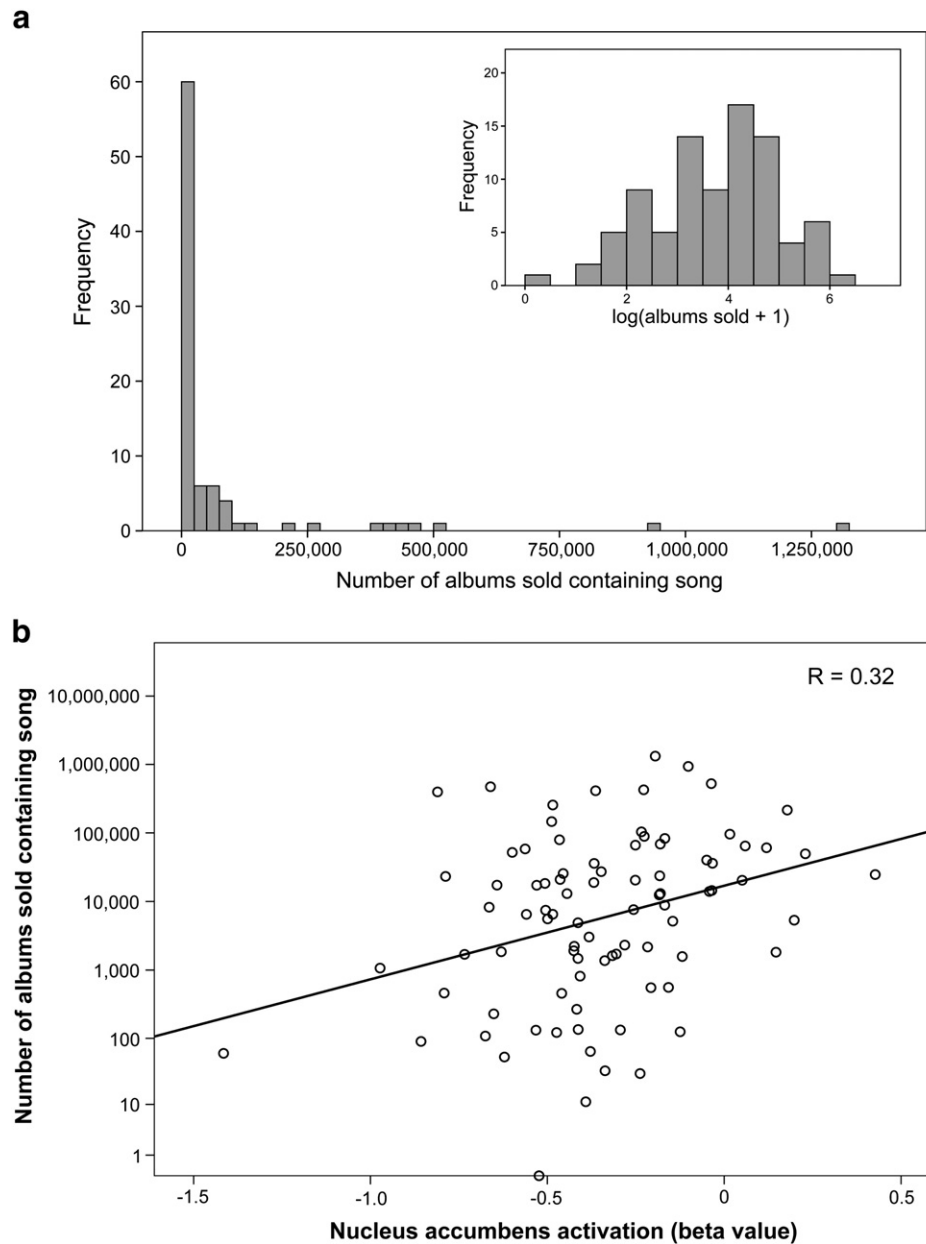 a
60
50
40
30
20
10
0
Frequency
0 250,000 500,000 750,000 1,000,000 1,250,000
Number of albums sold containing song
20
15
10
5
0
Frequency
0 2 4 6
log(albums sold + 1)
b
R = 0.32
10,000,000
1,000,000
100,000
10,000
1,000
100
10
1
Number of albums sold containing song
-1.5 -1.0 -0.5 0 0.5
Nucleus accumbens activation (beta value)